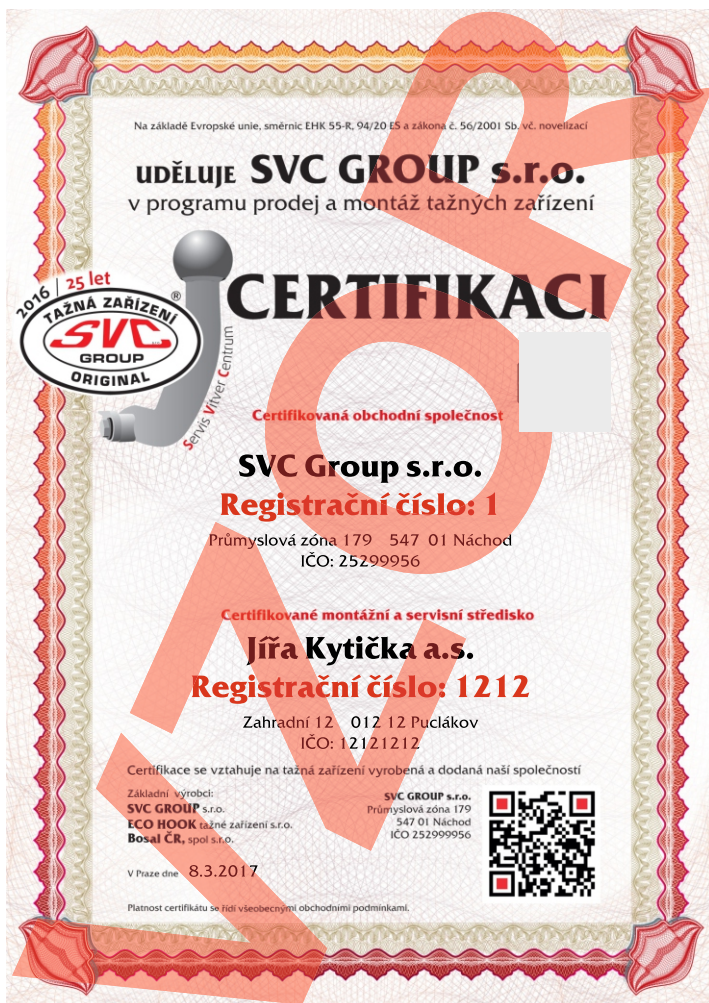 Na základě Evropské unie, směrnic EHK 55-R, 94/20 ES a zákona č. 56/2001 Sb. vč. novelizací
UDĚLUJE SVC GROUP s.r.o.
v programu prodej a montáž tažných zařízení
2016 | 25 let
TAŽNÁ ZAŘÍZENÍ ®
SVC
GROUP
ORIGINAL
Servis Vítver Centrum
CERTIFIKACI
Certifikovaná obchodní společnost
SVC Group s.r.o.
Registrační číslo: 1
Průmyslová zóna 179 547 01 Náchod
IČO: 25299956
Certifikované montážní a servisní středisko
Jířa Kytička a.s.
Registrační číslo: 1212
Zahradní 12 012 12 Puclákov
IČO: 12121212
Certifikace se vztahuje na tažná zařízení vyrobená a dodaná naší společností
Základní výrobci:
SVC GROUP s.r.o.
ECO HOOK tažné zařízení s.r.o.
Bosal ČR, spol s.r.o.
SVC GROUP s.r.o.
Průmyslová zóna 179
547 01 Náchod
IČO 252999956
V Praze dne 8.3.2017
Platnost certifikátu se řídí všeobecnými obchodními podmínkami.
VZOR